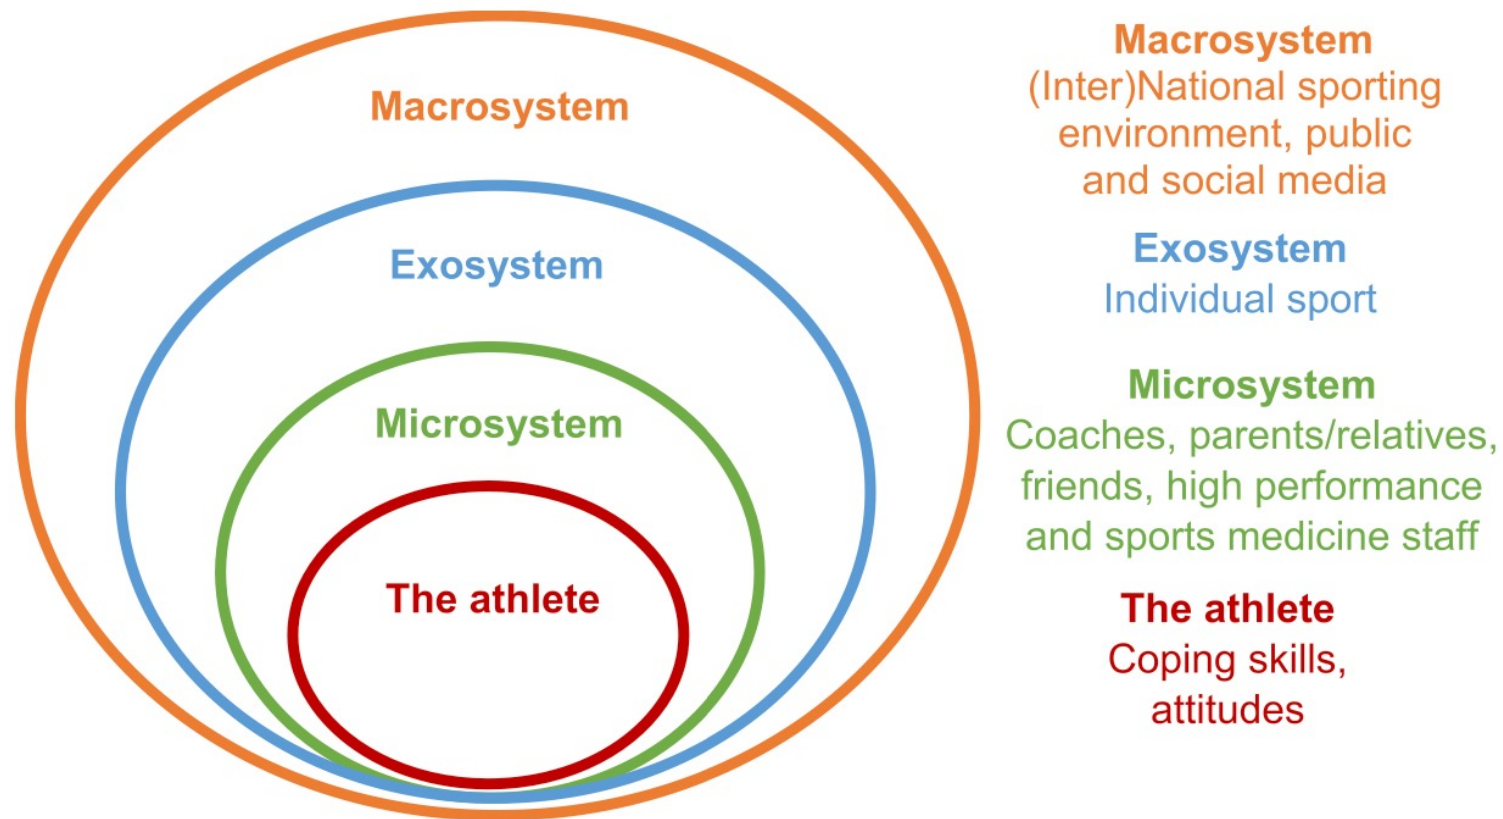 Macrosystem
Exosystem
Microsystem
The athlete
Macrosystem
(Inter)National sporting
environment, public
and social media
Exosystem
Individual sport
Microsystem
Coaches, parents/relatives,
friends, high performance
and sports medicine staff
The athlete
Coping skills,
attitudes